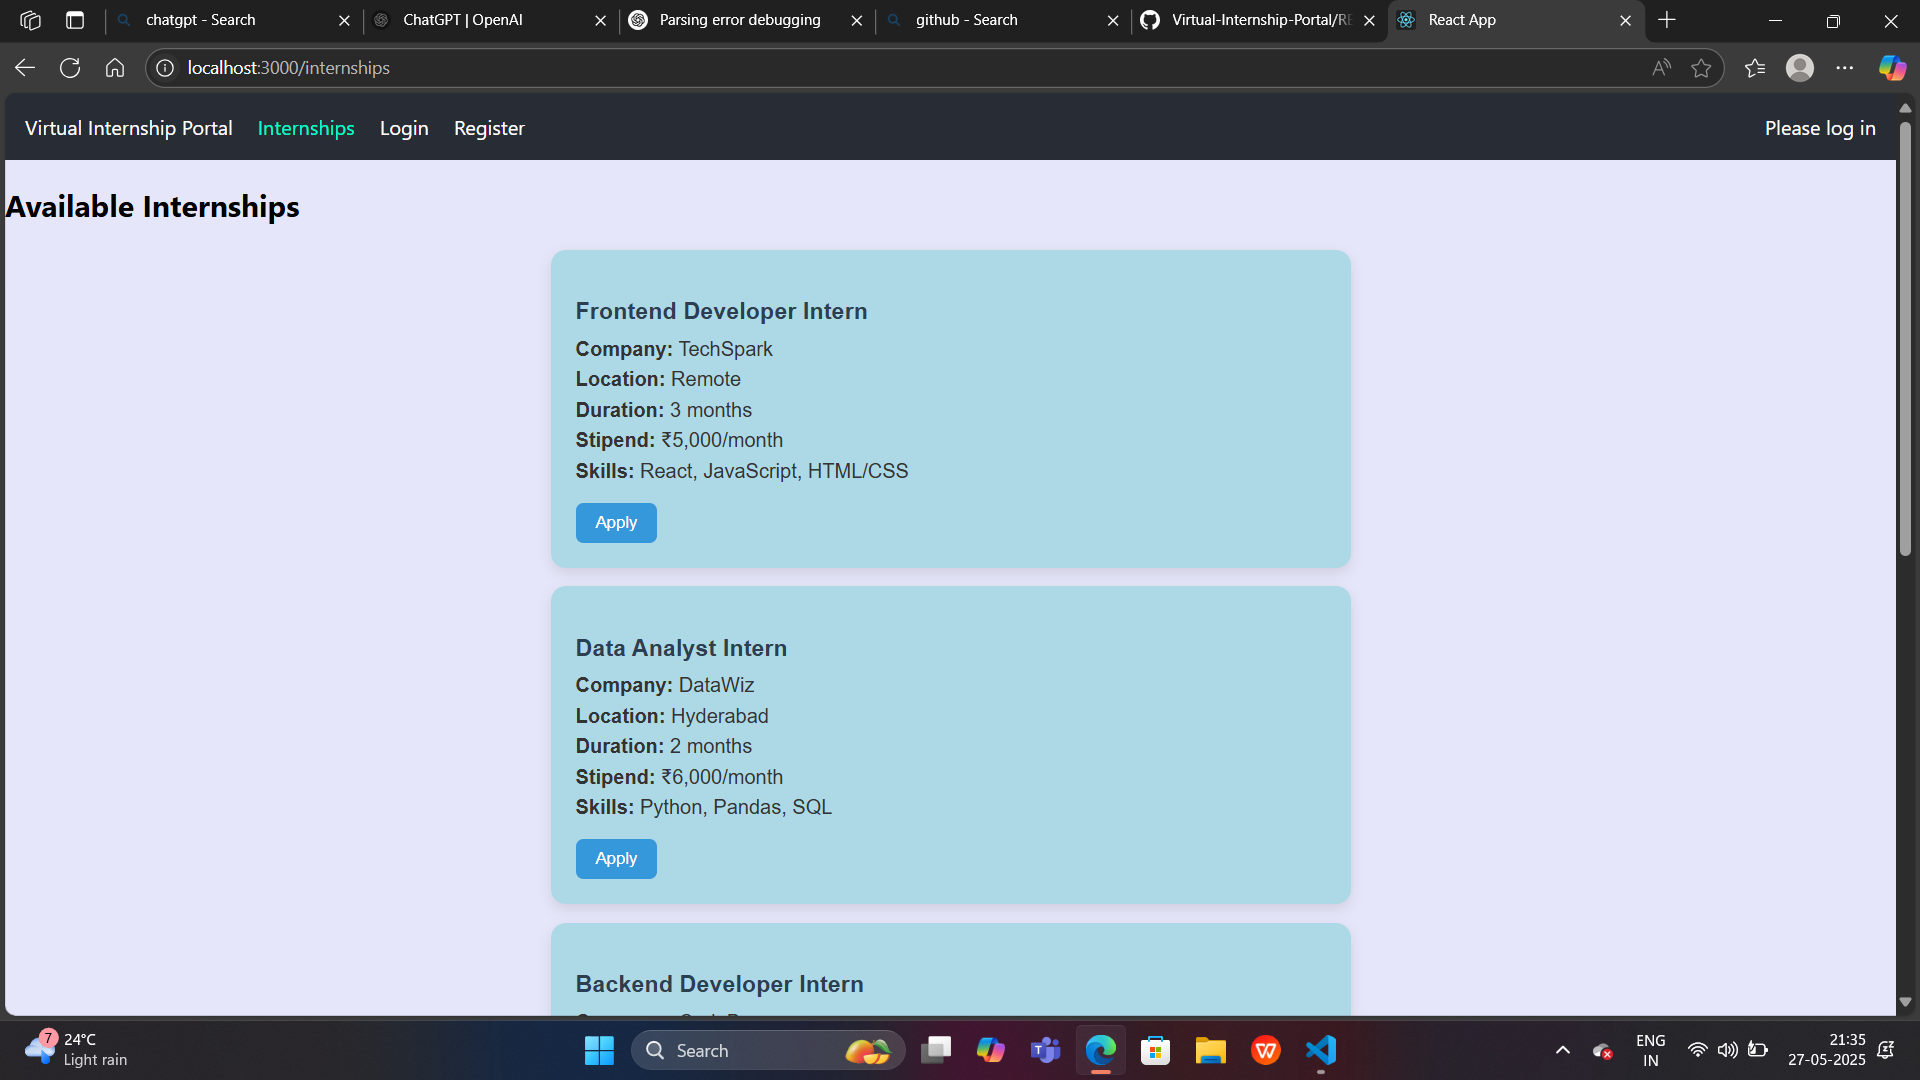 chatgpt - Search
ChatGPT | OpenAI
Parsing error debugging
github - Search
Virtual-Internship-Portal/RE
React App
localhost:3000/internships
Virtual Internship Portal Internships Login Register Please log in
Available Internships
Frontend Developer Intern
Company: TechSpark
Location: Remote
Duration: 3 months
Stipend: ₹5,000/month
Skills: React, JavaScript, HTML/CSS
Apply
Data Analyst Intern
Company: DataWiz
Location: Hyderabad
Duration: 2 months
Stipend: ₹6,000/month
Skills: Python, Pandas, SQL
Apply
Backend Developer Intern
7
24°C
Light rain
Search
ENG
IN
21:35
27-05-2025